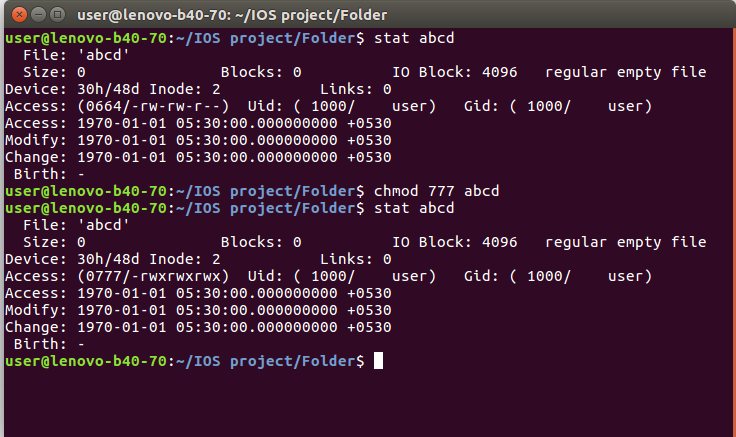 user@lenovo-b40-70: ~/IOS project/Folder
user@lenovo-b40-70:~/IOS project/Folder$ stat abcd
  File: 'abcd'
  Size: 0               Blocks: 0          IO Block: 4096   regular empty file
Device: 30h/48d Inode: 2           Links: 0
Access: (0664/-rw-rw-r--)  Uid: ( 1000/    user)   Gid: ( 1000/    user)
Access: 1970-01-01 05:30:00.000000000 +0530
Modify: 1970-01-01 05:30:00.000000000 +0530
Change: 1970-01-01 05:30:00.000000000 +0530
 Birth: -
user@lenovo-b40-70:~/IOS project/Folder$ chmod 777 abcd
user@lenovo-b40-70:~/IOS project/Folder$ stat abcd
  File: 'abcd'
  Size: 0               Blocks: 0          IO Block: 4096   regular empty file
Device: 30h/48d Inode: 2           Links: 0
Access: (0777/-rwxrwxrwx)  Uid: ( 1000/    user)   Gid: ( 1000/    user)
Access: 1970-01-01 05:30:00.000000000 +0530
Modify: 1970-01-01 05:30:00.000000000 +0530
Change: 1970-01-01 05:30:00.000000000 +0530
 Birth: -
user@lenovo-b40-70:~/IOS project/Folder$